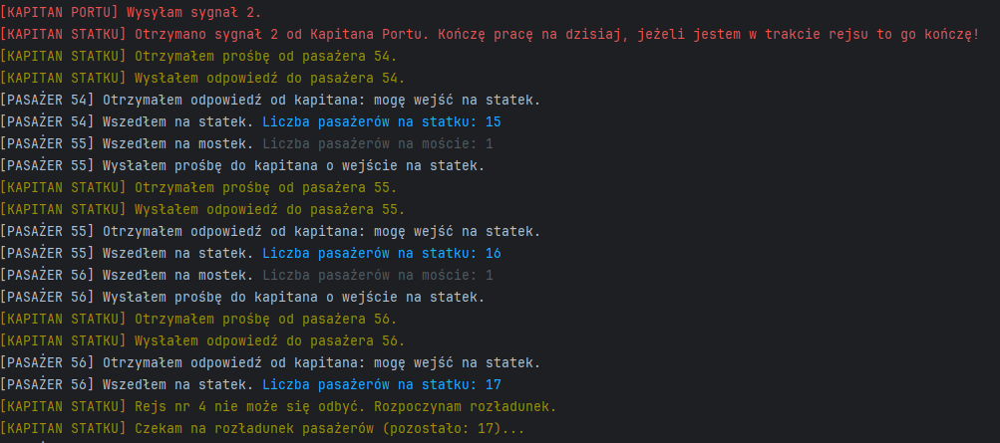 [KAPITAN PORTU] Wysyłam sygnał 2.
[KAPITAN STATKU] Otrzymano sygnał 2 od Kapitana Portu. Kończę pracę na dzisiaj, jeżeli jestem w trakcie rejsu to go kończę!
[KAPITAN STATKU] Otrzymałem prośbę od pasażera 54.
[KAPITAN STATKU] Wysłałem odpowiedź do pasażera 54.
[PASAŻER 54] Otrzymałem odpowiedź od kapitana: mogę wejść na statek.
[PASAŻER 54] Wszedłem na statek. Liczba pasażerów na statku: 15
[PASAŻER 55] Wszedłem na mostek. Liczba pasażerów na moście: 1
[PASAŻER 55] Wysłałem prośbę do kapitana o wejście na statek.
[KAPITAN STATKU] Otrzymałem prośbę od pasażera 55.
[KAPITAN STATKU] Wysłałem odpowiedź do pasażera 55.
[PASAŻER 55] Otrzymałem odpowiedź od kapitana: mogę wejść na statek.
[PASAŻER 55] Wszedłem na statek. Liczba pasażerów na statku: 16
[PASAŻER 56] Wszedłem na mostek. Liczba pasażerów na moście: 1
[PASAŻER 56] Wysłałem prośbę do kapitana o wejście na statek.
[KAPITAN STATKU] Otrzymałem prośbę od pasażera 56.
[KAPITAN STATKU] Wysłałem odpowiedź do pasażera 56.
[PASAŻER 56] Otrzymałem odpowiedź od kapitana: mogę wejść na statek.
[PASAŻER 56] Wszedłem na statek. Liczba pasażerów na statku: 17
[KAPITAN STATKU] Rejs nr 4 nie może się odbyć. Rozpoczynam rozładunek.
[KAPITAN STATKU] Czekam na rozładunek pasażerów (pozostało: 17)...